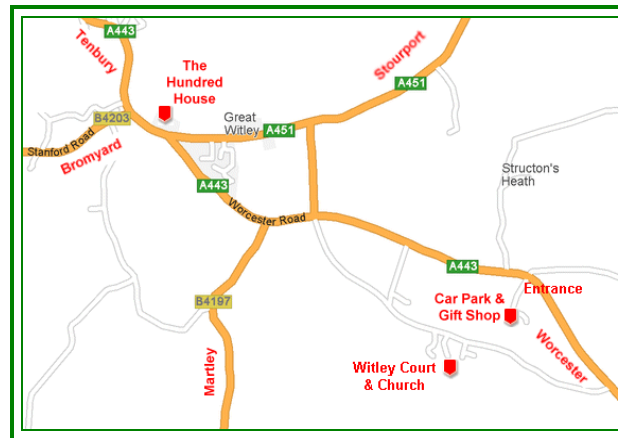 A443
Tenbury
The
Hundred
House
Stourport
A451
B4203
Great
Witley
A451
Stanford Road
Bromyard
Structon's
Heath
A443
Worcester Road
A443
Entrance
B4197
Car Park &
Gift Shop
Worcester
Martley
Witley Court
& Church